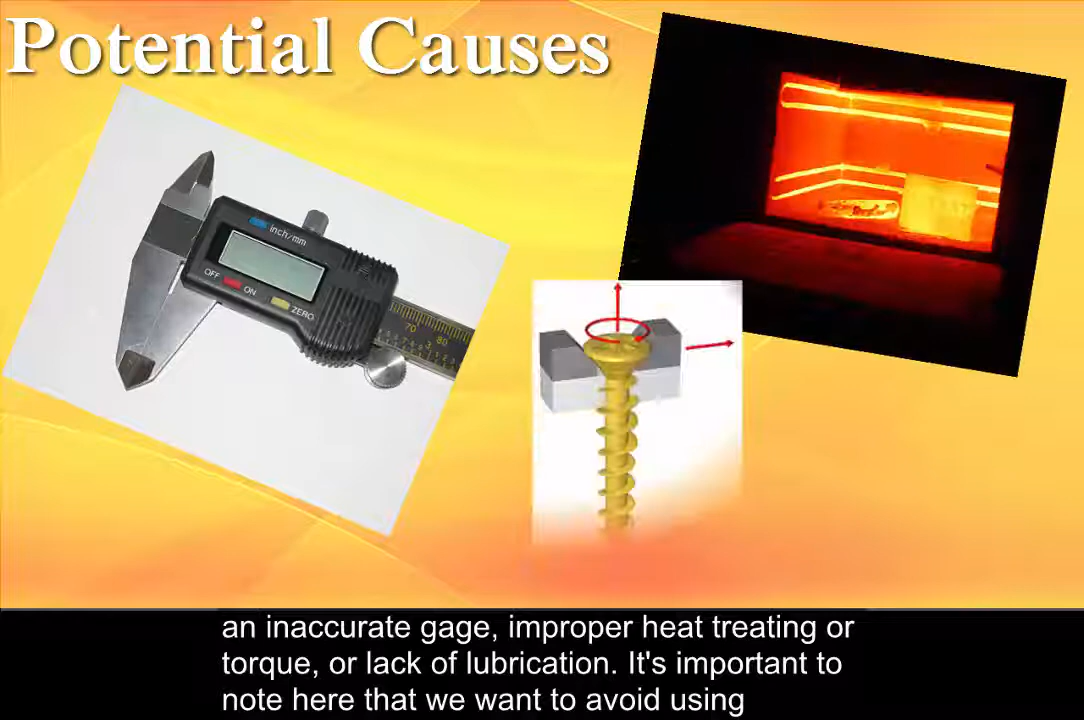 Potential Causes
inch/mm
OFF
ON
ZERO
70
80
an inaccurate gage, improper heat treating or
torque, or lack of lubrication. It's important to
note here that we want to avoid using